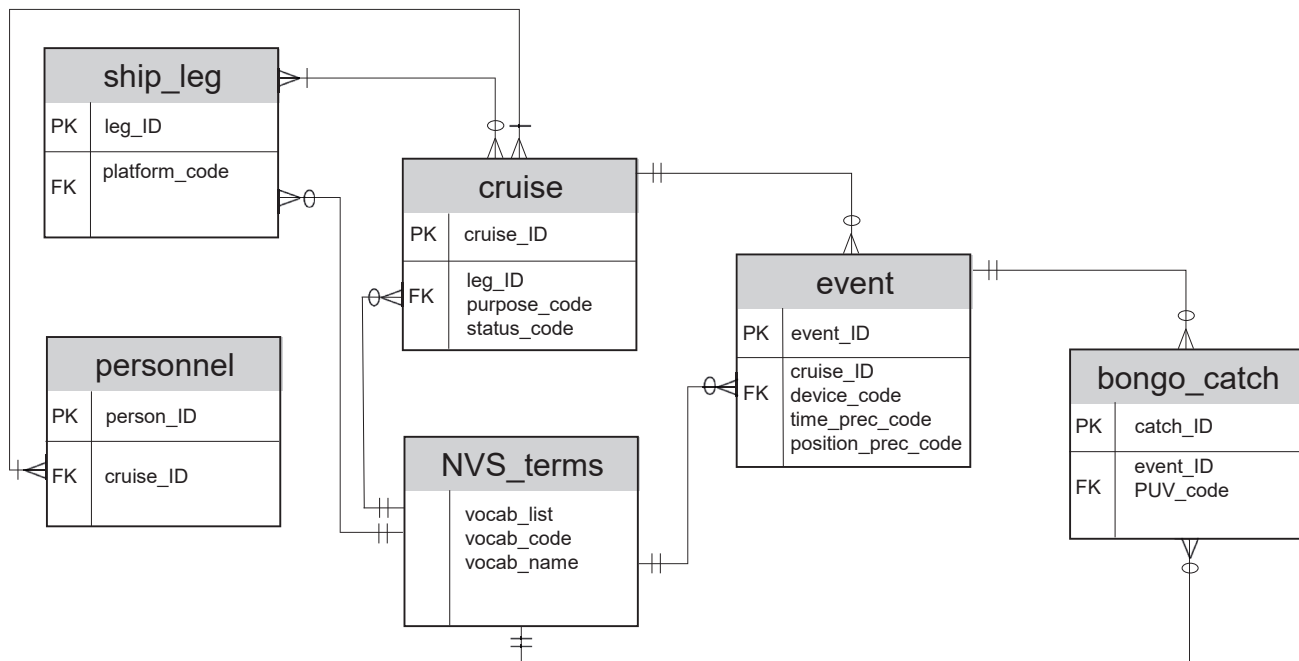 ship_leg
PK leg_ID
FK platform_code
cruise
PK cruise_ID
FK leg_ID
purpose_code
status_code
event
PK event_ID
FK cruise_ID
device_code
time_prec_code
position_prec_code
bongo_catch
PK catch_ID
FK event_ID
PUV_code
personnel
PK person_ID
FK cruise_ID
NVS_terms
vocab_list
vocab_code
vocab_name